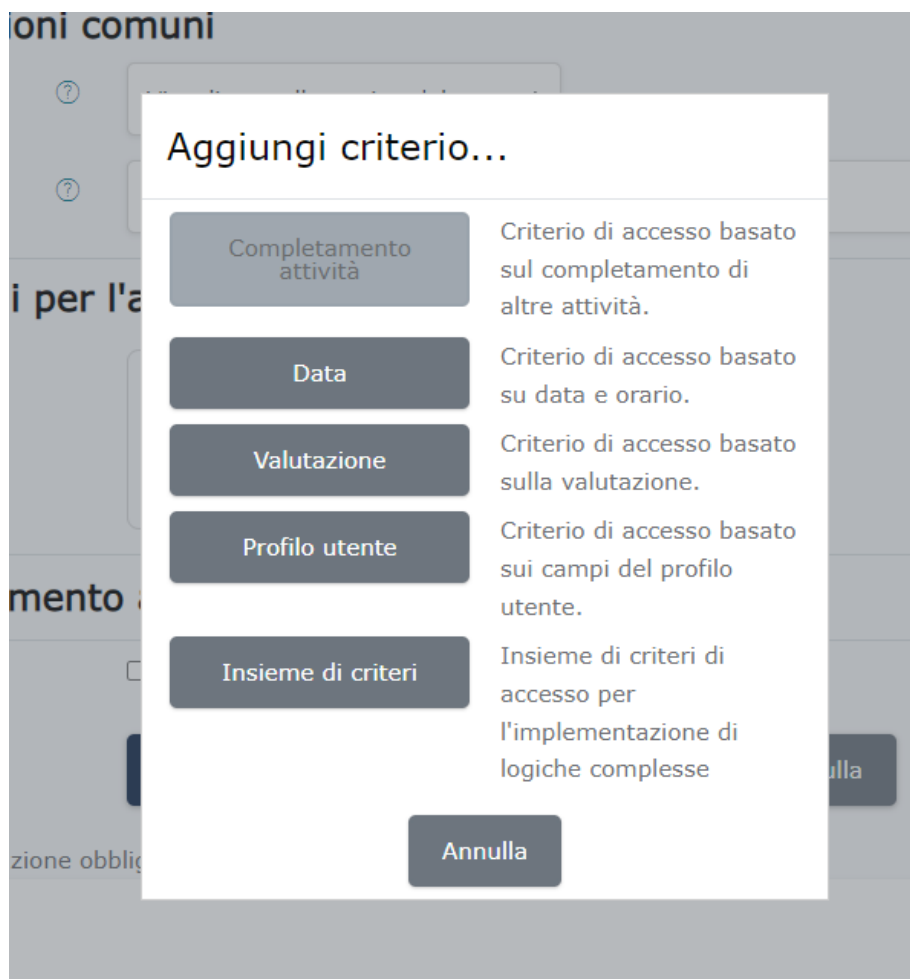 ioni comuni
Aggiungi criterio...
Completamento
attività
Criterio di accesso basato
sul completamento di
altre attività.
i per l'a
Data
Criterio di accesso basato
su data e orario.
Valutazione
Criterio di accesso basato
sulla valutazione.
Profilo utente
Criterio di accesso basato
sui campi del profilo
utente.
mento a
Insieme di criteri
Insieme di criteri di
accesso per
l'implementazione di
logiche complesse
ulla
Annulla
zione obblig